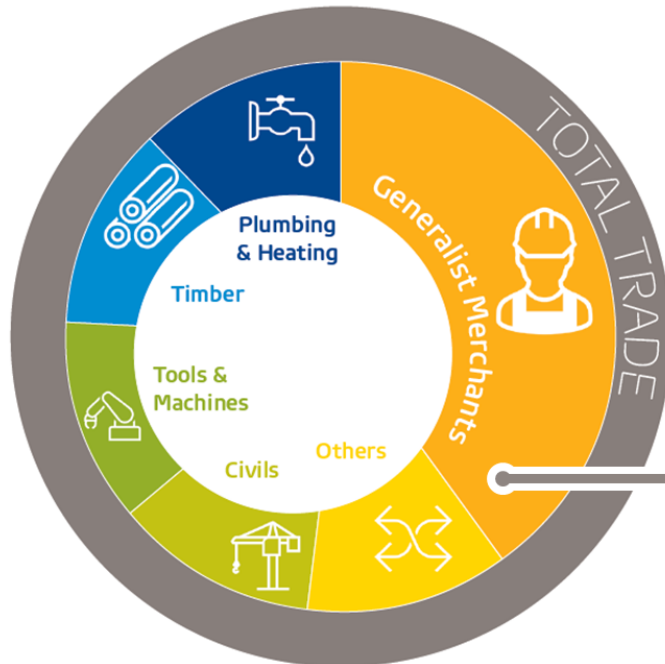 TOTAL TRADE
Generalist Merchants
Plumbing
& Heating
Timber
Tools &
Machines
Civils
Others